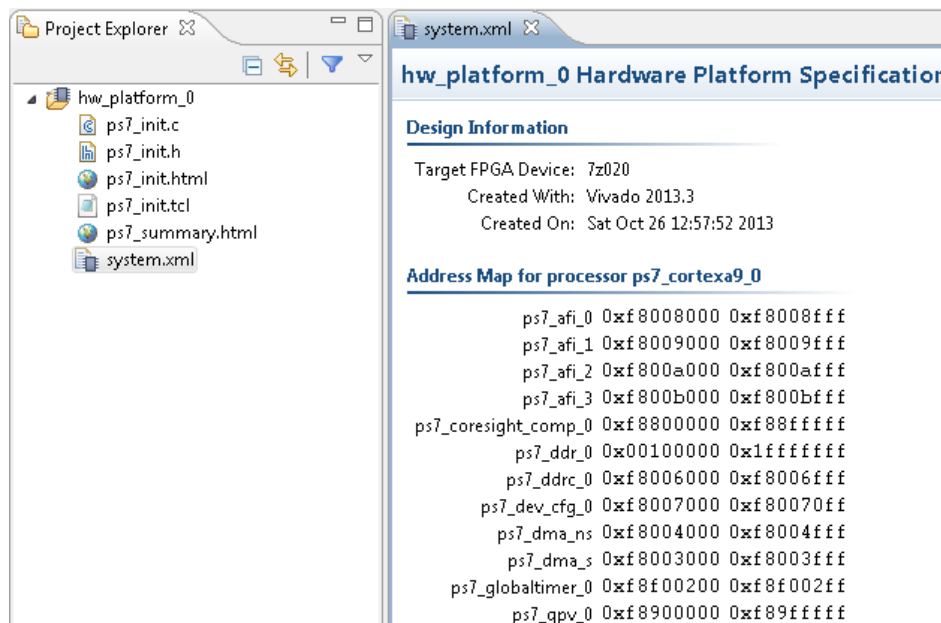 Project Explorer
hw_platform_0
ps7_init.c
ps7_init.h
ps7_init.html
ps7_init.tcl
ps7_summary.html
system.xml
system.xml
hw_platform_0 Hardware Platform Specification
Design Information
Target FPGA Device: 7z020
Created With: Vivado 2013.3
Created On: Sat Oct 26 12:57:52 2013
Address Map for processor ps7_cortexa9_0
ps7_afi_0 0xf8008000 0xf8008fff
ps7_afi_1 0xf8009000 0xf8009fff
ps7_afi_2 0xf800a000 0xf800afff
ps7_afi_3 0xf800b000 0xf800bfff
ps7_coresight_comp_0 0xf8800000 0xf88fffff
ps7_ddr_0 0x00100000 0x1fffffff
ps7_ddrc_0 0xf8006000 0xf8006fff
ps7_dev_cfg_0 0xf8007000 0xf80070ff
ps7_dma_ns 0xf8004000 0xf8004fff
ps7_dma_s 0xf8003000 0xf8003fff
ps7_globaltimer_0 0xf8f00200 0xf8f002ff
ps7_gpv_0 0xf8900000 0xf89fffff